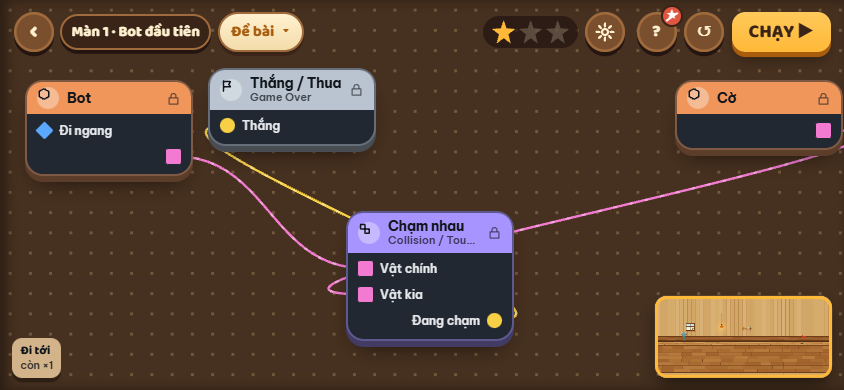 Màn 1 • Bot đầu tiên
Đề bài
?
CHẠY
Bot
Đi ngang
Thắng / Thua
Game Over
Thắng
Cờ
Chạm nhau
Collision / Tou...
Vật chính
Vật kia
Đang chạm
Đi tới
còn ×1